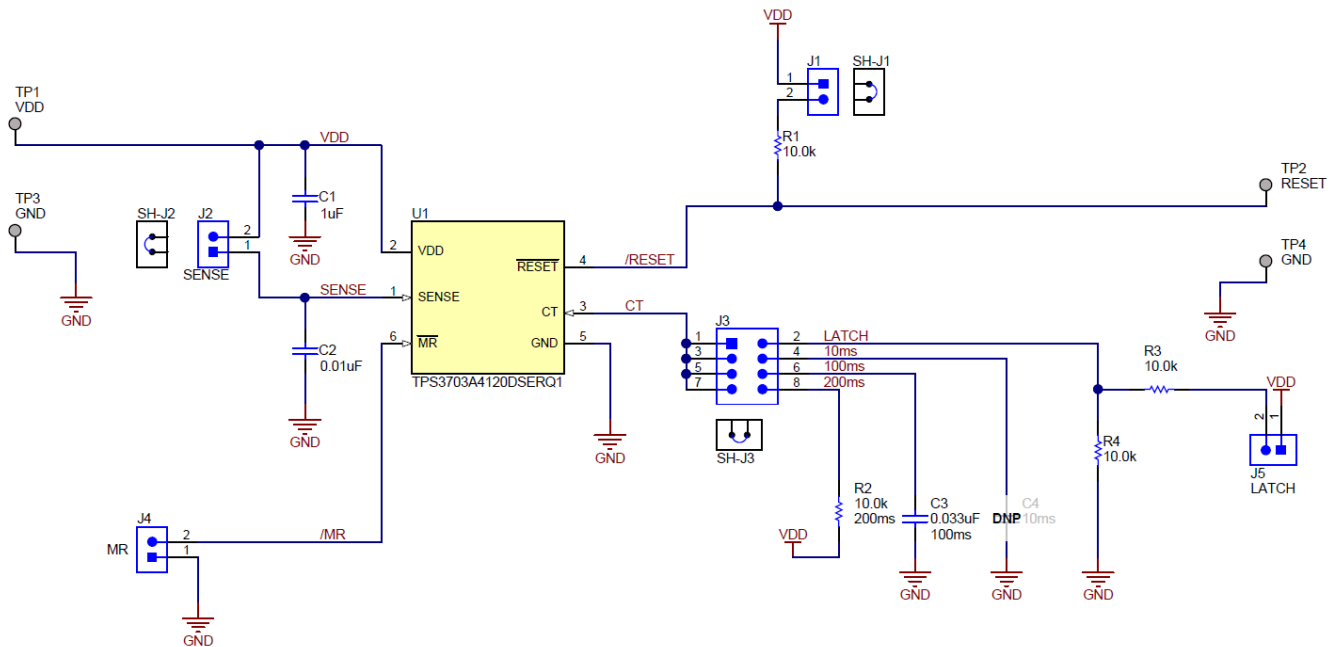 VDD
J1
SH-J1
1
2
TP1
VDD
R1
10.0k
VDD
TP2
RESET
TP3
GND
C1
1uF
SH-J2
J2
2
1
SENSE
GND
U1
2
VDD
RESET
4
/RESET
TP4
GND
GND
SENSE
1
SENSE
CT
3
CT
GND
C2
0.01uF
6
MR
GND
5
TPS3703A4120DSERQ1
J3
1
3
5
7
2
4
6
8
LATCH
10ms
100ms
200ms
R3
10.0k
VDD
2
1
GND
GND
SH-J3
R4
10.0k
J5
LATCH
R2
10.0k
200ms
C3
0.033uF
100ms
C4
DNP
10ms
J4
MR
2
1
/MR
VDD
GND
GND
GND
GND